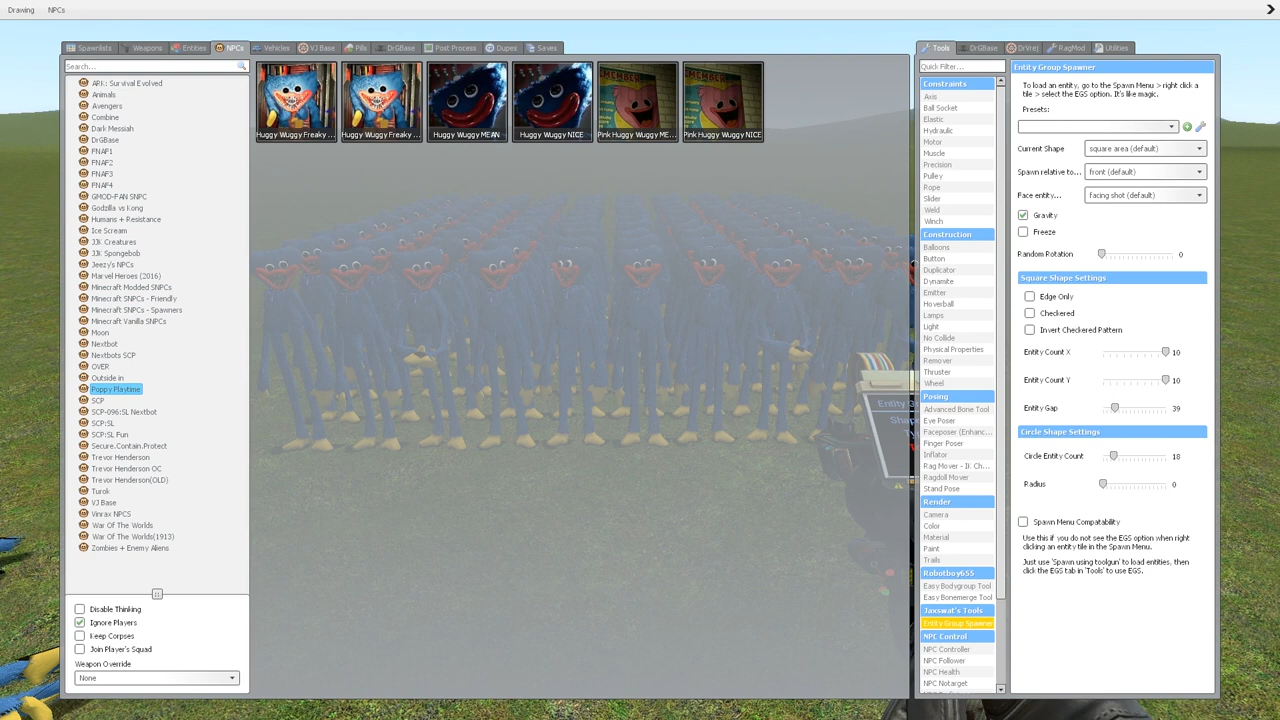 Drawing NPCs
Spawnlists Weapons Entities NPCs Vehicles VJ Base Pills DrGBase Post Process Dupes Saves
Search...
ARK: Survival Evolved
Animals
Avengers
Combine
Dark Messiah
DrGBase
FNAF1
FNAF2
FNAF3
FNAF4
GMOD-FAN SNPC
Godzilla vs Kong
Humans + Resistance
Ice Scream
JJK Creatures
JJK Spongebob
Jeezy's NPCs
Marvel Heroes (2016)
Minecraft Modded SNPCs
Minecraft SNPCs - Friendly
Minecraft SNPCs - Spawners
Minecraft Vanilla SNPCs
Moon
Nextbot
Nextbots SCP
OVER
Outside in
Poppy Playtime
SCP
SCP-096:SL Nextbot
SCP:SL
SCP:SL Fun
Secure.Contain.Protect
Trevor Henderson
Trevor Henderson OC
Trevor Henderson(OLD)
Turok
VJ Base
Vinrax NPCS
War Of The Worlds
War Of The Worlds(1913)
Zombies + Enemy Aliens
Disable Thinking
Ignore Players
Keep Corpses
Join Player's Squad
Weapon Override
None
Huggy Wuggy Freaky ...
Huggy Wuggy Freaky ...
Huggy Wuggy MEAN
Huggy Wuggy NICE
Pink Huggy Wuggy ME...
Pink Huggy Wuggy NICE
Tools DrGBase DrVrej RagMod Utilities
Quick Filter...
Constraints
Axis
Ball Socket
Elastic
Hydraulic
Motor
Muscle
Precision
Pulley
Rope
Slider
Weld
Winch
Construction
Balloons
Button
Duplicator
Dynamite
Emitter
Hoverball
Lamps
Light
No Collide
Physical Properties
Remover
Thruster
Wheel
Posing
Advanced Bone Tool
Eye Poser
Faceposer (Enhanc...
Finger Poser
Inflator
Rag Mover - IK Ch...
Ragdoll Mover
Stand Pose
Render
Camera
Color
Material
Paint
Trails
Robotboy655
Easy Bodygroup Tool
Easy Bonemerge Tool
Jaxswat's Tools
Entity Group Spawner
NPC Control
NPC Controller
NPC Follower
NPC Health
NPC Notarget
Entity Group Spawner
To load an entity, go to the Spawn Menu > right click a
tile > select the EGS option. It's like magic.
Presets:
Current Shape square area (default)
Spawn relative to... front (default)
Face entity... facing shot (default)
Gravity
Freeze
Random Rotation 0
Square Shape Settings
Edge Only
Checkered
Invert Checkered Pattern
Entity Count X 10
Entity Count Y 10
Entity Gap 39
Circle Shape Settings
Circle Entity Count 18
Radius 0
Spawn Menu Compatability
Use this if you do not see the EGS option when right
clicking an entity tile in the Spawn Menu.
Just use 'Spawn using toolgun' to load entities, then
click the EGS tab in 'Tools' to use EGS.